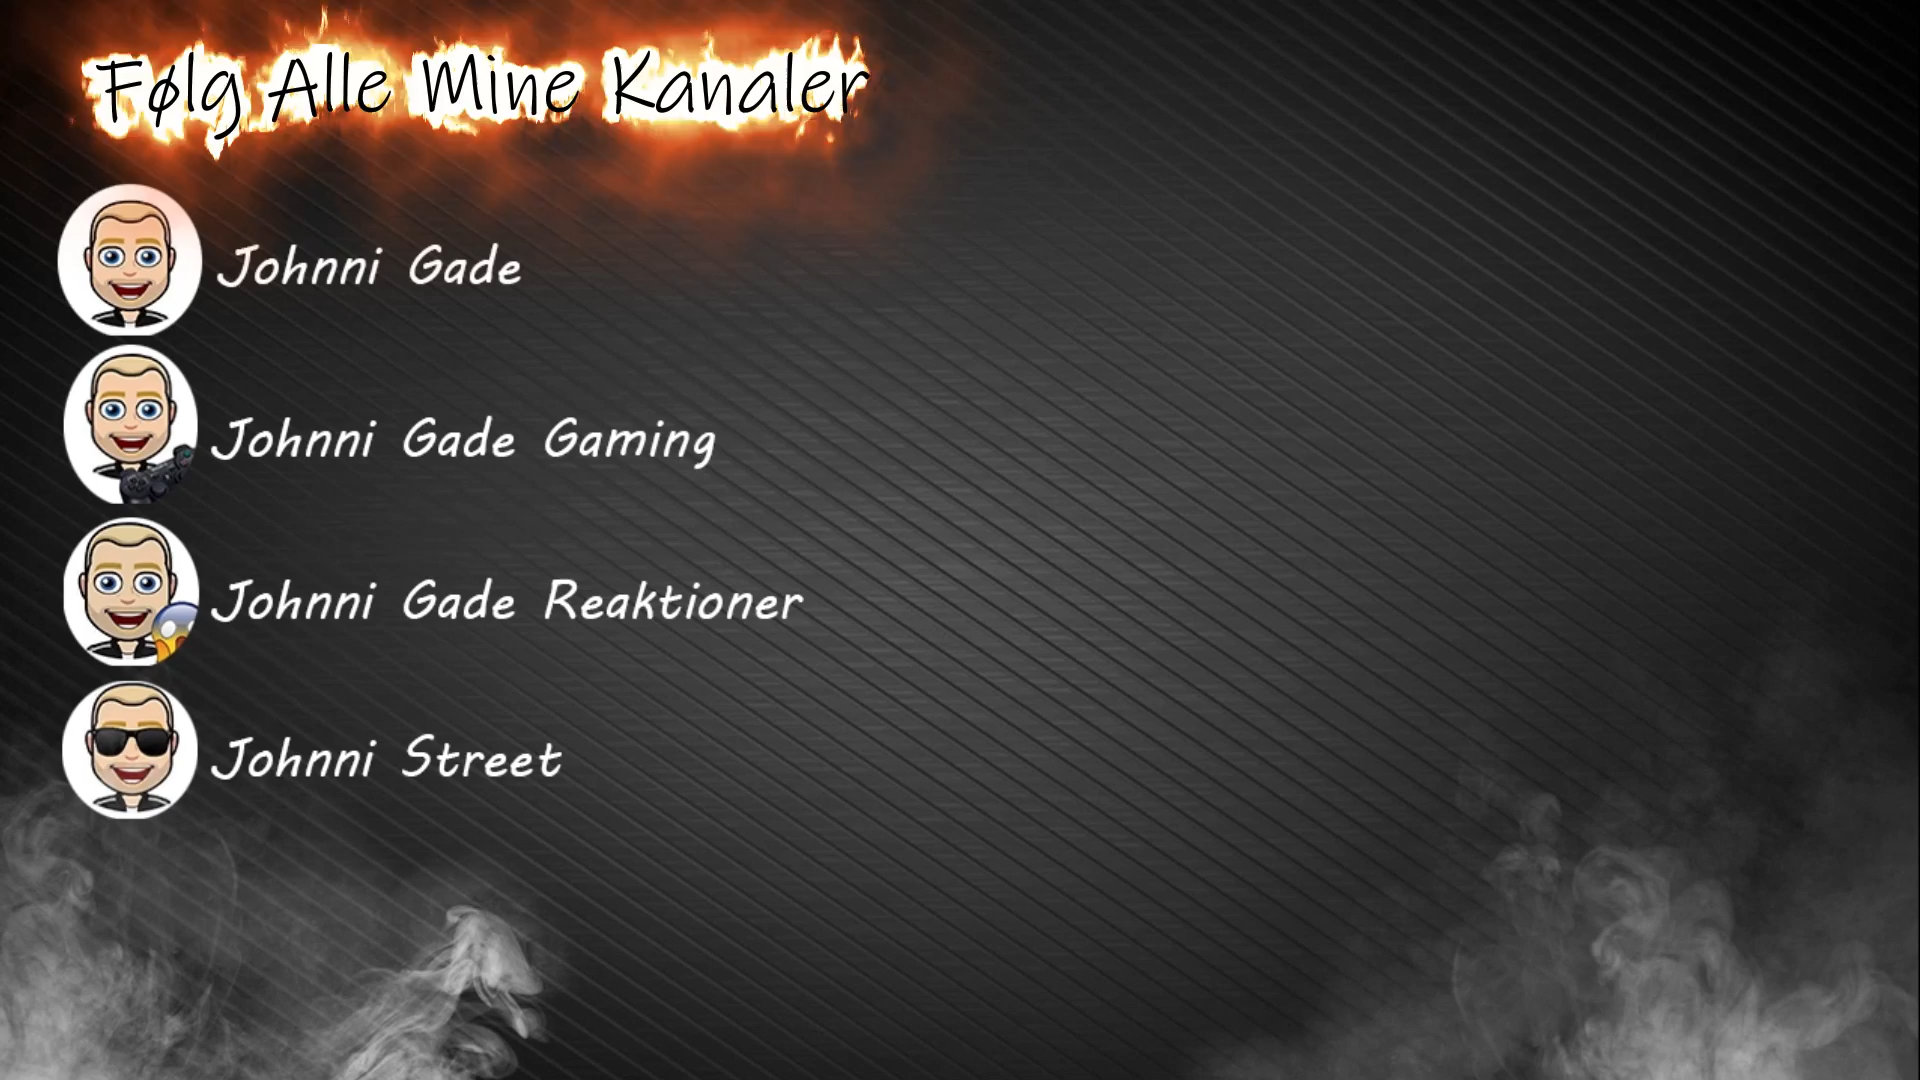 Følg Alle Mine Kanaler
Johnni Gade
Johnni Gade Gaming
Johnni Gade Reaktioner
Johnni Street